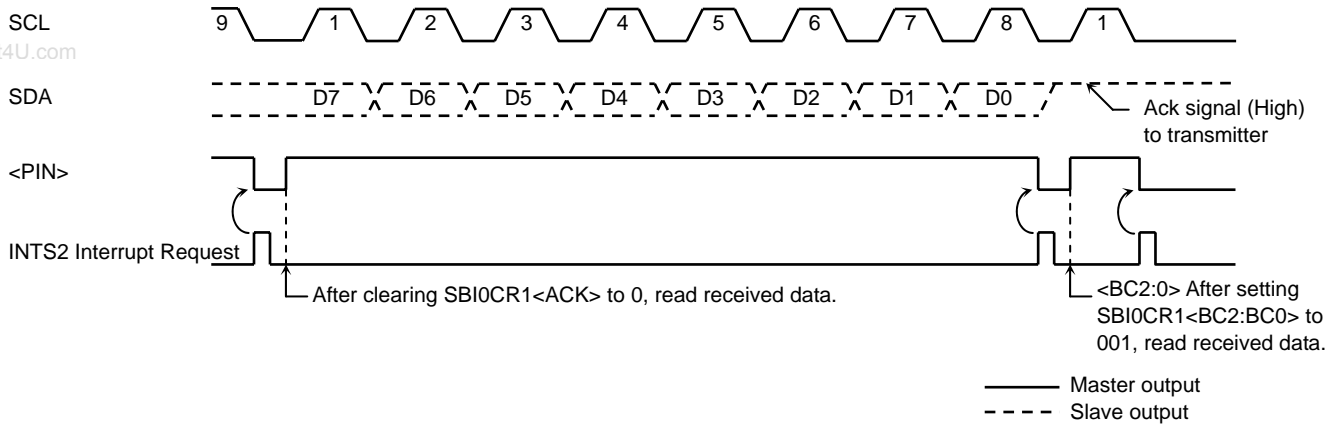 SCL 9 1 2 3 4 5 6 7 8 1
t4U.com
SDA D7 D6 D5 D4 D3 D2 D1 D0
Ack signal (High)
to transmitter
<PIN>
INTS2 Interrupt Request
After clearing SBI0CR1<ACK> to 0, read received data.
<BC2:0> After setting
SBI0CR1<BC2:BC0> to
001, read received data.
Master output
Slave output